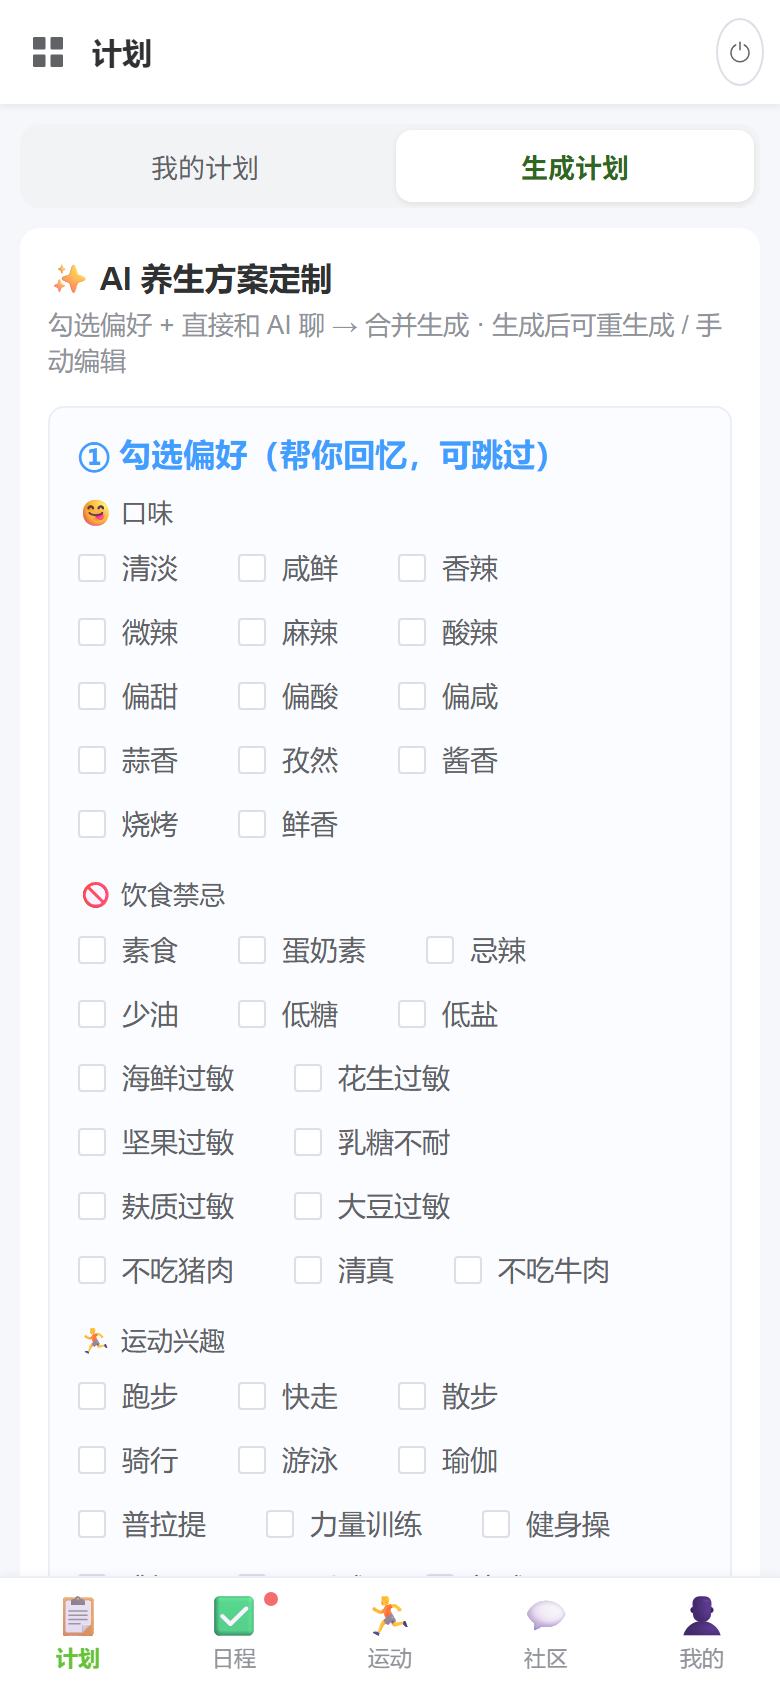 计划
我的计划 生成计划
✨ AI 养生方案定制
勾选偏好 + 直接和 AI 聊 → 合并生成 · 生成后可重生成 / 手
动编辑
① 勾选偏好（帮你回忆，可跳过）
😋 口味
清淡 咸鲜 香辣
微辣 麻辣 酸辣
偏甜 偏酸 偏咸
蒜香 孜然 酱香
烧烤 鲜香
🚫 饮食禁忌
素食 蛋奶素 忌辣
少油 低糖 低盐
海鲜过敏 花生过敏
坚果过敏 乳糖不耐
麸质过敏 大豆过敏
不吃猪肉 清真 不吃牛肉
🏃 运动兴趣
跑步 快走 散步
骑行 游泳 瑜伽
普拉提 力量训练 健身操
计划 日程 运动 社区 我的